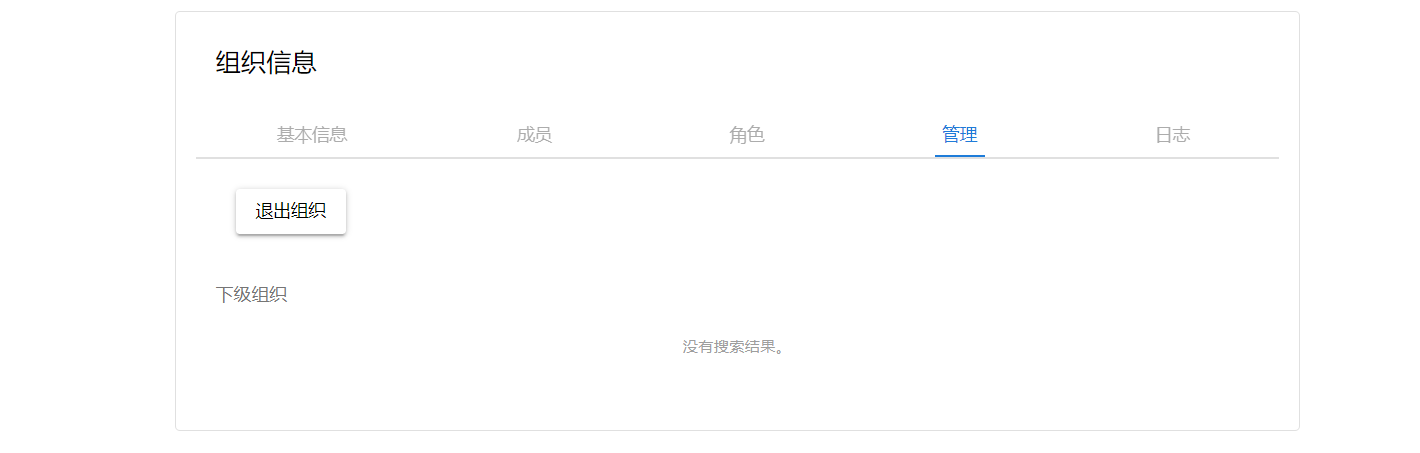 组织信息
基本信息 成员 角色 管理 日志
退出组织
下级组织
没有搜索结果。